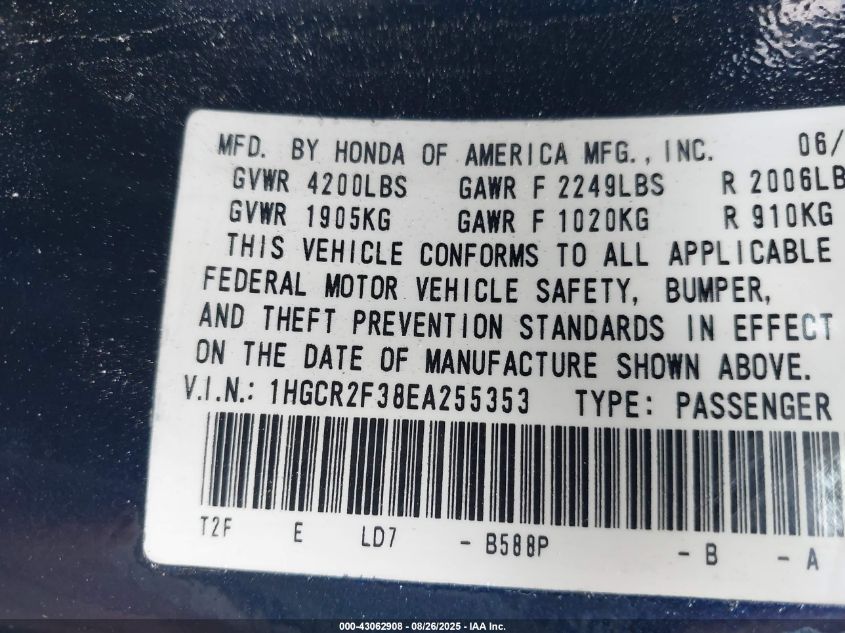 MFD. BY HONDA OF AMERICA MFG., INC. 06/
GVWR 4200LBS GAWR F 2249LBS R 2006LB
GVWR 1905KG GAWR F 1020KG R 910KG
THIS VEHICLE CONFORMS TO ALL APPLICABLE
FEDERAL MOTOR VEHICLE SAFETY, BUMPER,
AND THEFT PREVENTION STANDARDS IN EFFECT
ON THE DATE OF MANUFACTURE SHOWN ABOVE.
V.I.N.: 1HGCR2F38EA255353 TYPE: PASSENGER
T2F E LD7 - B588P - B - A
000-43062908 - 08/26/2025 - IAA Inc.